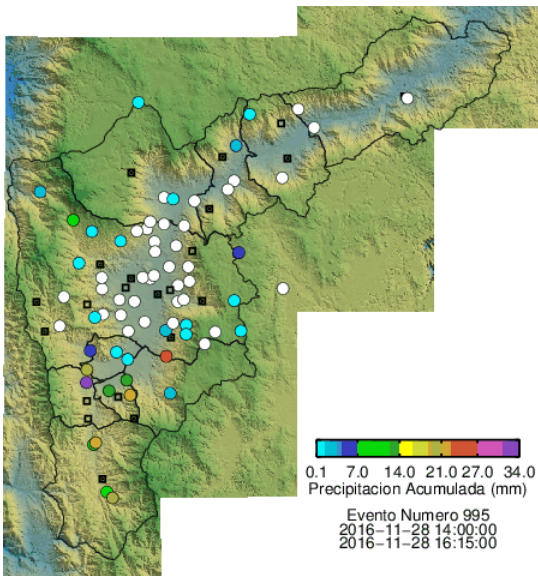 0.1 7.0 14.0 21.0 27.0 34.0
Precipitacion Acumulada (mm)
Evento Numero 995
2016-11-28 14:00:00
2016-11-28 16:15:00